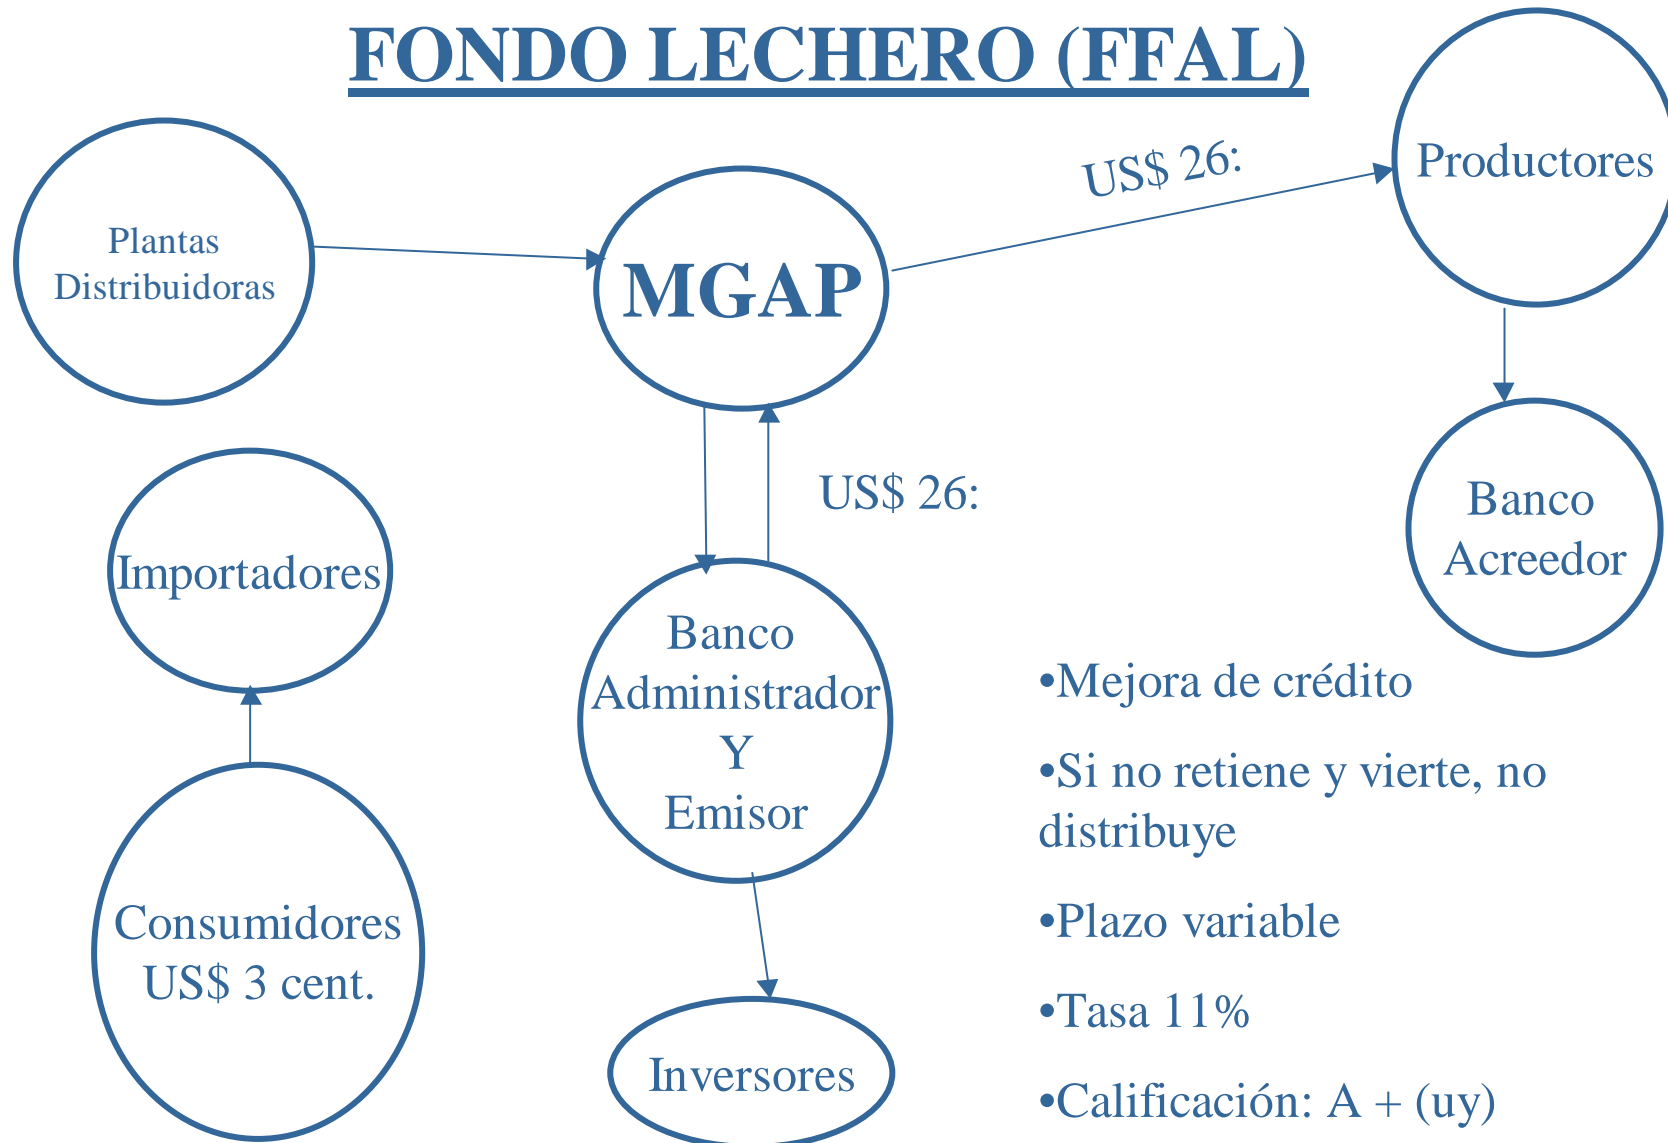 FONDO LECHERO (FFAL)
Plantas
Distribuidoras
MGAP
US$ 26:
Productores
US$ 26:
Banco
Acreedor
Importadores
Banco
Administrador
Y
Emisor
Consumidores
US$ 3 cent.
Inversores
•Mejora de crédito
•Si no retiene y vierte, no
distribuye
•Plazo variable
•Tasa 11%
•Calificación: A + (uy)